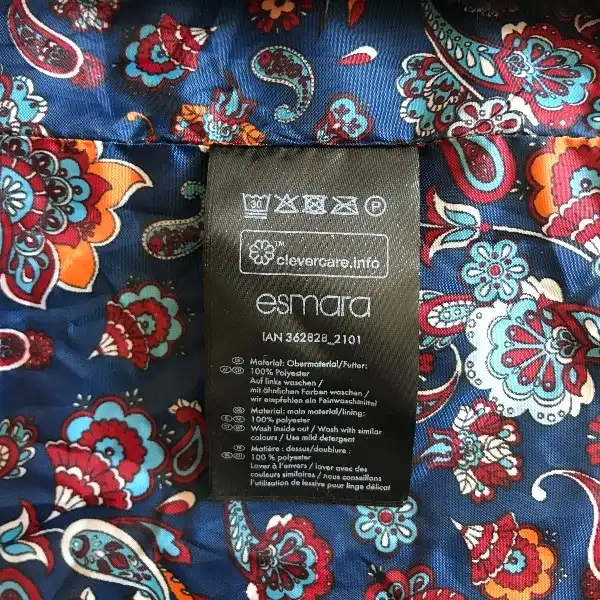 30 P
™
clevercare.info
esmara
IAN 362828_2101
Material: Obermaterial/Futter:
100% Polyester
Auf links waschen /
mit ähnlichen Farben waschen /
wir empfehlen ein Feinwaschmittel
Material: main material/lining:
100% polyester
Wash inside out / Wash with similar
colours / Use mild detergent
Matière : dessus/doublure :
100 % polyester
Laver à l'envers / laver avec des
couleurs similaires / nous conseillons
l'utilisation de lessive pour linge délicat